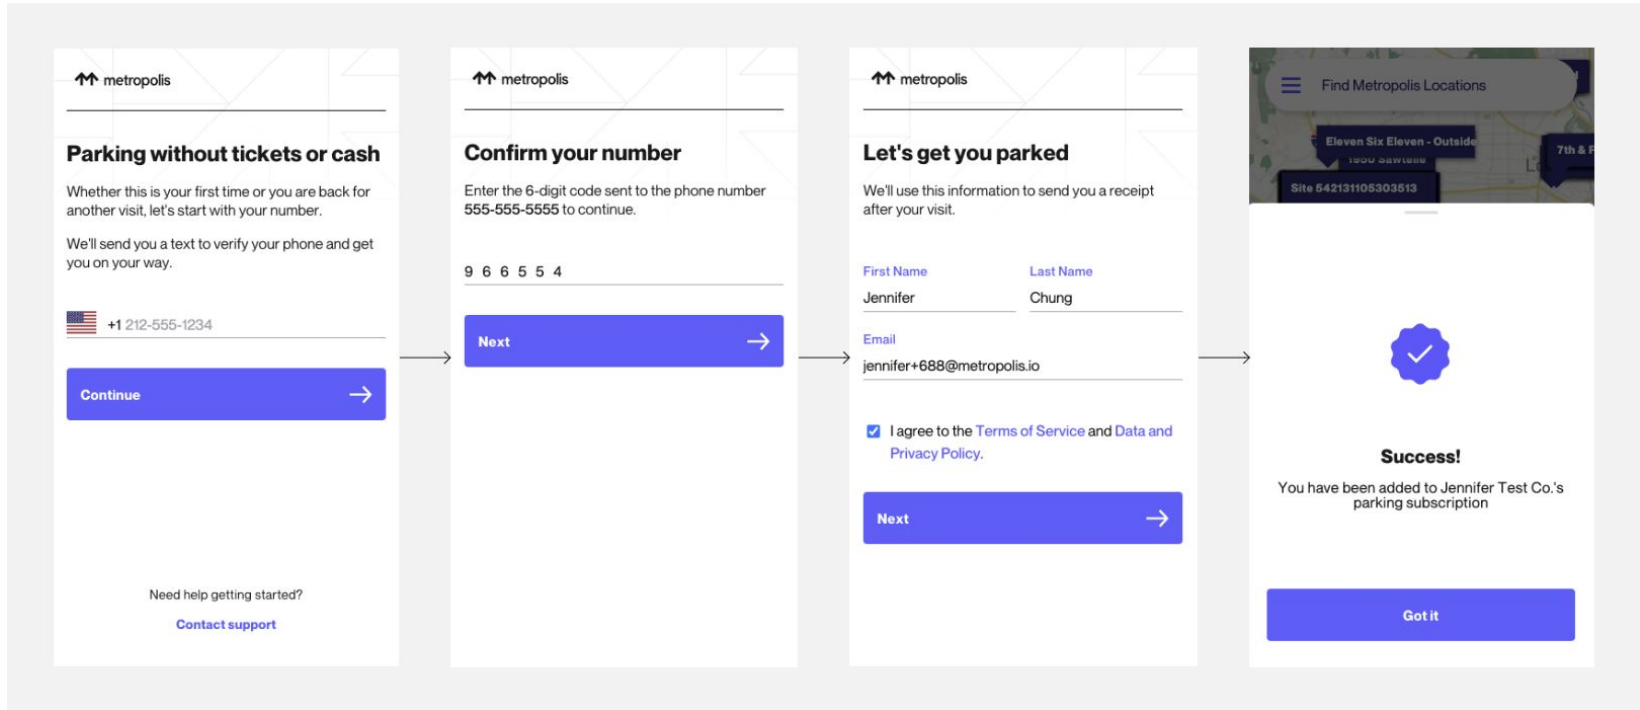 metropolis
Parking without tickets or cash
Whether this is your first time or you are back for
another visit, let's start with your number.
We'll send you a text to verify your phone and get
you on your way.
+1 212-555-1234
Continue
Need help getting started?
Contact support
metropolis
Confirm your number
Enter the 6-digit code sent to the phone number
555-555-5555 to continue.
9 6 6 5 5 4
Next
metropolis
Let's get you parked
We'll use this information to send you a receipt
after your visit.
First Name Last Name
Jennifer Chung
Email
jennifer+688@metropolis.io
I agree to the Terms of Service and Data and
Privacy Policy.
Next
Find Metropolis Locations
Eleven Six Eleven - Outside
1950 Sawtelle
7th &
Site 542131105303513
Success!
You have been added to Jennifer Test Co.'s
parking subscription
Got it